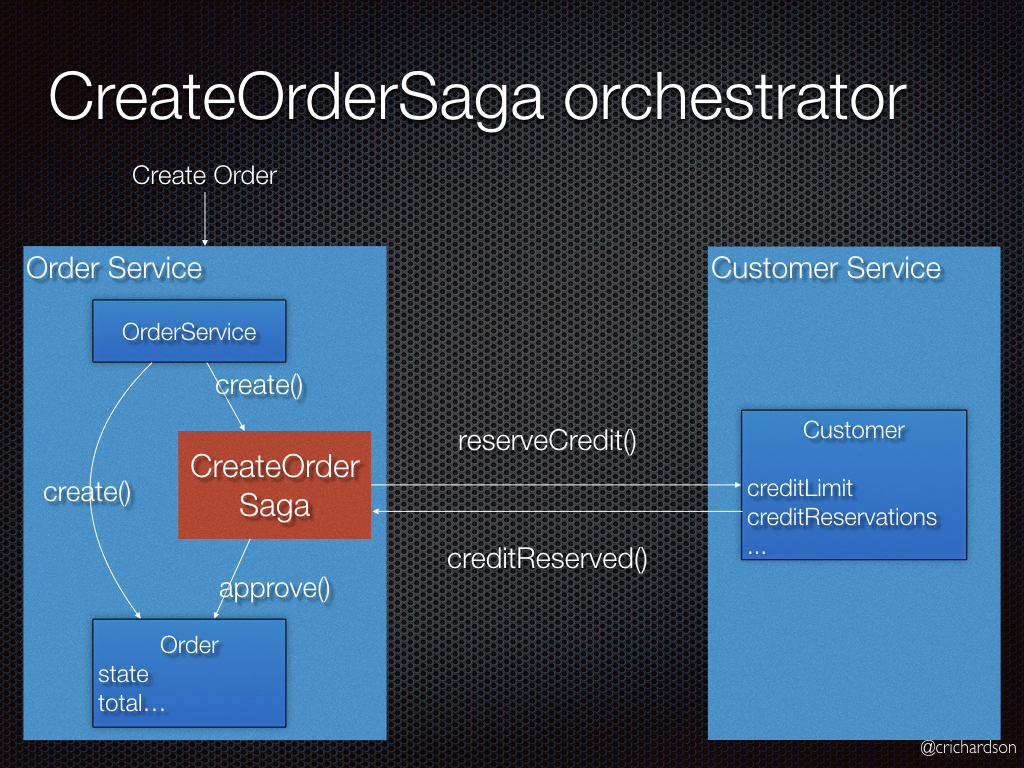 CreateOrderSaga orchestrator
Create Order
Order Service
OrderService
create()
create()
CreateOrder
Saga
approve()
Order
state
total...
reserveCredit()
creditReserved()
Customer Service
Customer
creditLimit
creditReservations
...
@crichardson